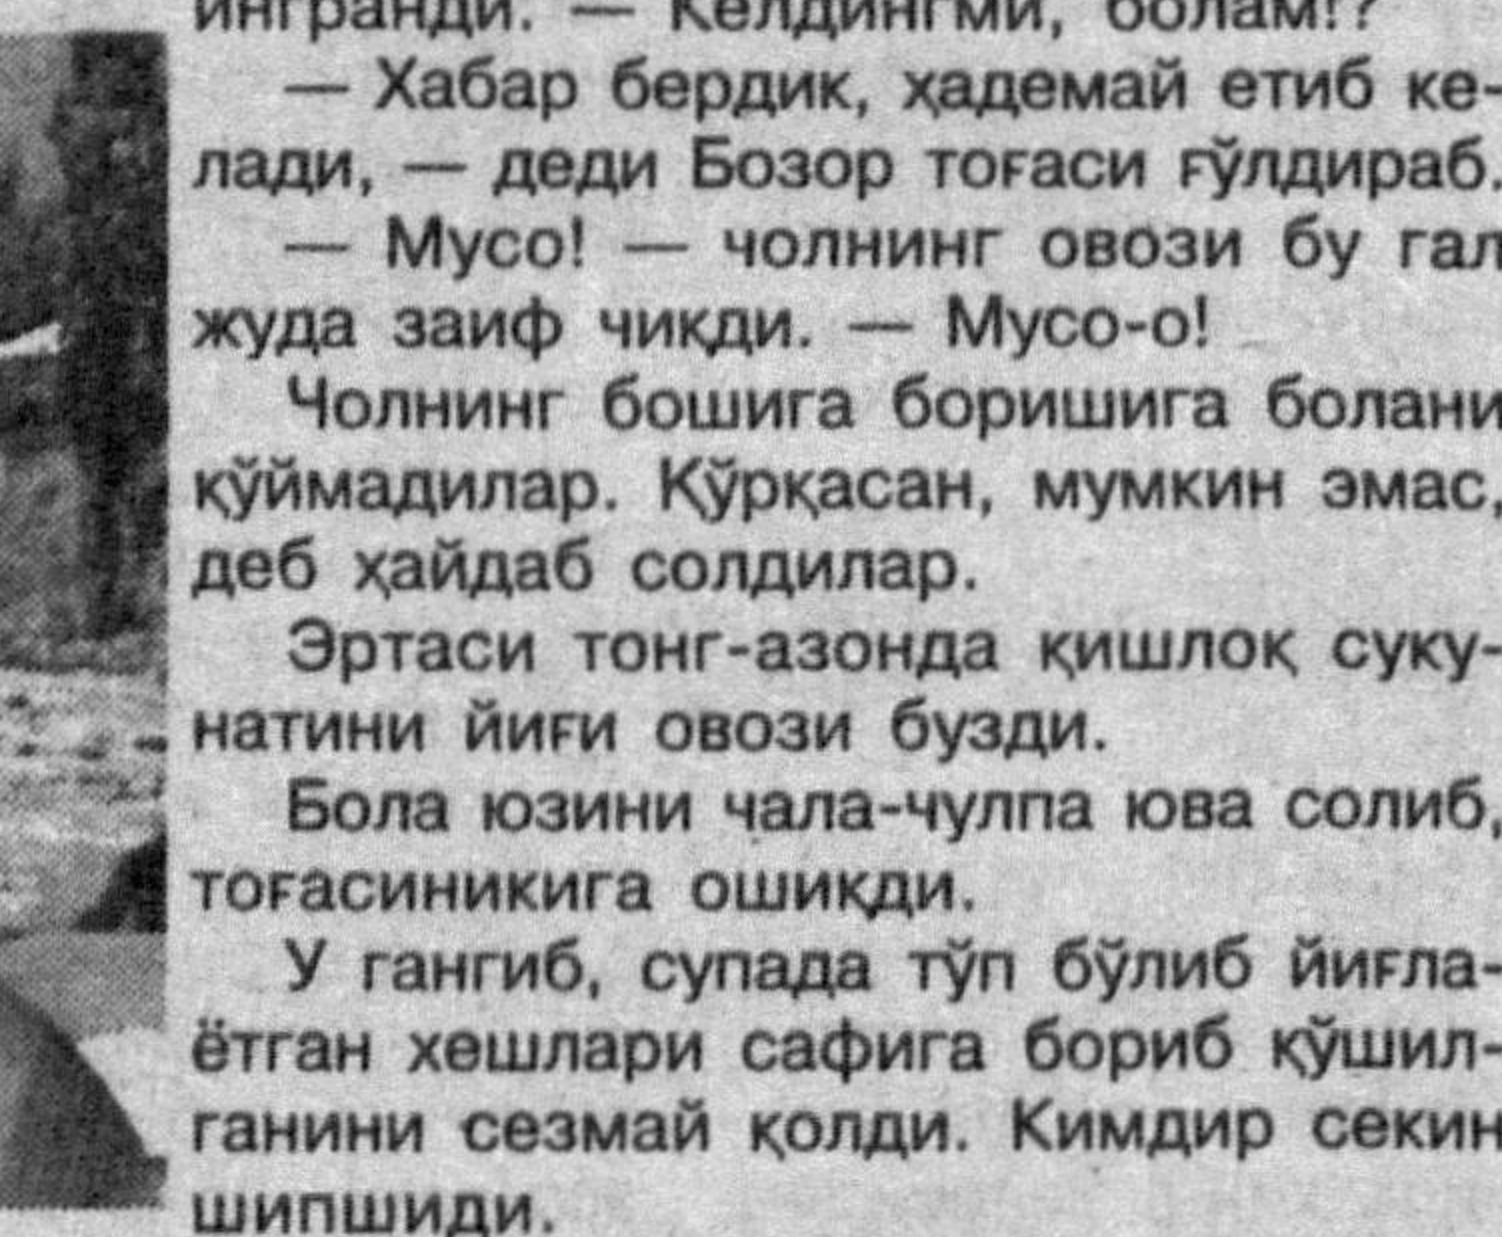 ингранди. — Келдингми, болам!?
— Хабар бердик, ҳадемай етиб ке-
лади, — деди Бозор тоғаси ғўлдираб.
— Мусо! — чолнинг овози бу гал
жуда заиф чиқди. — Мусо-о!
Чолнинг бошига боришига болани
қўймадилар. Қўрқасан, мумкин эмас,
деб ҳайдаб солдилар.
Эртаси тонг-азонда қишлоқ суку-
натини йиғи овози бузди.
Бола юзини чала-чулпа юва солиб,
тоғасиникига ошиқди.
У гангиб, супада тўп бўлиб йиғла-
ётган хешлари сафига бориб қўшил-
ганини сезмай қолди. Кимдир секин
шипшиди.